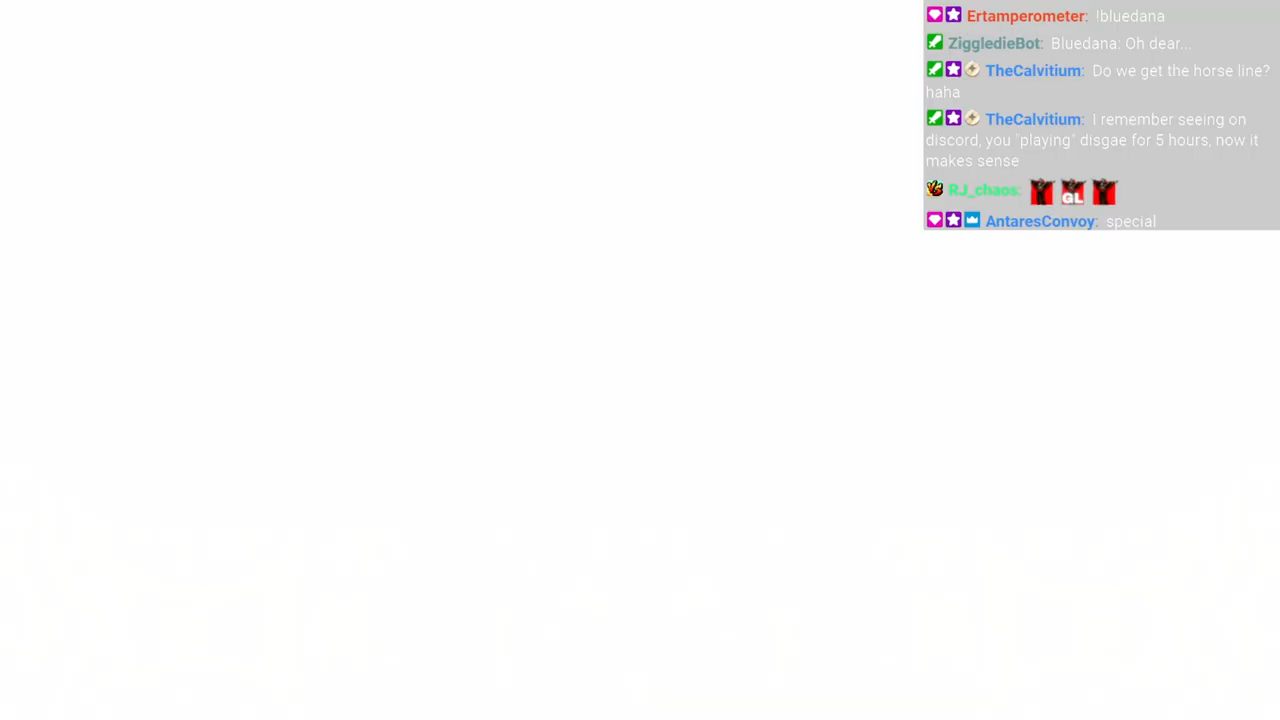 Ertamperometer: !bluedana
ZiggledieBot: Bluedana: Oh dear...
TheCalvitium: Do we get the horse line?
haha
TheCalvitium: I remember seeing on
discord, you "playing" disgae for 5 hours, now it
makes sense
RJ_chaos: GL
AntaresConvoy: special